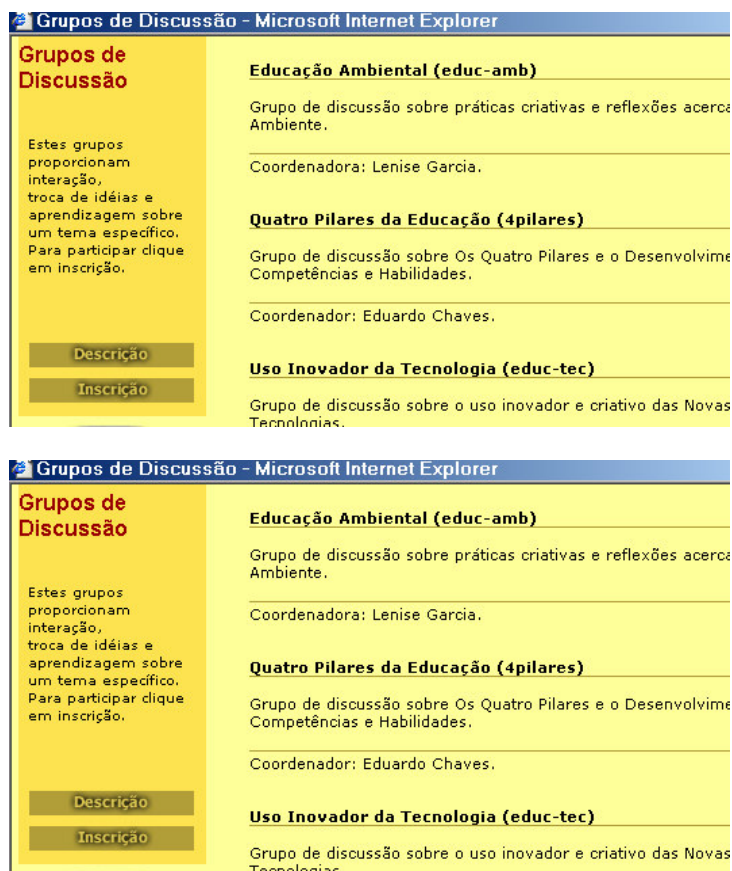 Grupos de Discussão - Microsoft Internet Explorer
Grupos de
Discussão
Estes grupos
proporcionam
interação,
troca de idéias e
aprendizagem sobre
um tema específico.
Para participar clique
em inscrição.
Descrição
Inscrição
Educação Ambiental (educ-amb)
Grupo de discussão sobre práticas criativas e reflexões acerca
Ambiente.
Coordenadora: Lenise Garcia.
Quatro Pilares da Educação (4pilares)
Grupo de discussão sobre Os Quatro Pilares e o Desenvolvime
Competências e Habilidades.
Coordenador: Eduardo Chaves.
Uso Inovador da Tecnologia (educ-tec)
Grupo de discussão sobre o uso inovador e criativo das Novas
Tecnologias.
Grupos de Discussão - Microsoft Internet Explorer
Grupos de
Discussão
Estes grupos
proporcionam
interação,
troca de idéias e
aprendizagem sobre
um tema específico.
Para participar clique
em inscrição.
Descrição
Inscrição
Educação Ambiental (educ-amb)
Grupo de discussão sobre práticas criativas e reflexões acerca
Ambiente.
Coordenadora: Lenise Garcia.
Quatro Pilares da Educação (4pilares)
Grupo de discussão sobre Os Quatro Pilares e o Desenvolvime
Competências e Habilidades.
Coordenador: Eduardo Chaves.
Uso Inovador da Tecnologia (educ-tec)
Grupo de discussão sobre o uso inovador e criativo das Novas
Tecnologias.